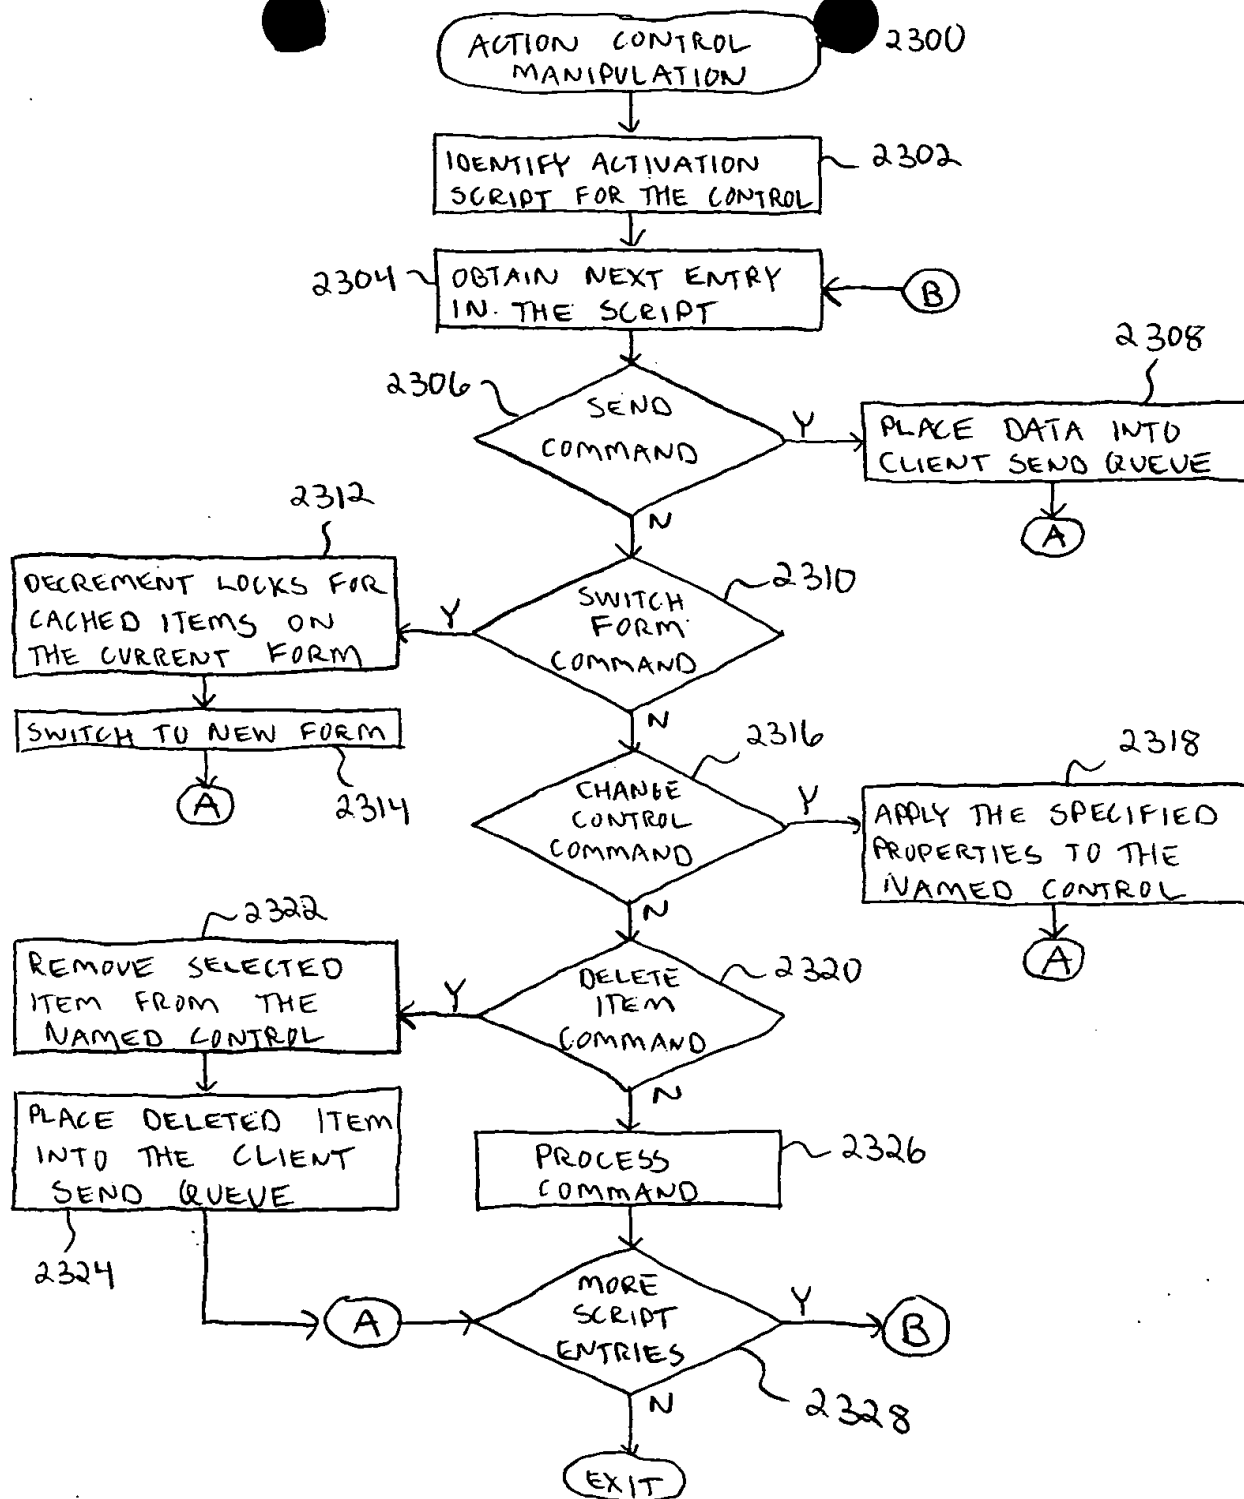 ACTION CONTROL
MANIPULATION
2300
IDENTIFY ACTIVATION
SCRIPT FOR THE CONTROL
2302
2304
OBTAIN NEXT ENTRY
IN THE SCRIPT
B
2306
SEND
COMMAND
Y
N
2308
PLACE DATA INTO
CLIENT SEND QUEUE
A
2310
SWITCH
FORM
COMMAND
Y
N
2312
DECREMENT LOCKS FOR
CACHED ITEMS ON
THE CURRENT FORM
SWITCH TO NEW FORM
2314
A
2316
CHANGE
CONTROL
COMMAND
Y
N
2318
APPLY THE SPECIFIED
PROPERTIES TO THE
NAMED CONTROL
A
2320
DELETE
ITEM
COMMAND
Y
N
2322
REMOVE SELECTED
ITEM FROM THE
NAMED CONTROL
PLACE DELETED ITEM
INTO THE CLIENT
SEND QUEUE
2324
PROCESS
COMMAND
2326
A
MORE
SCRIPT
ENTRIES
Y
B
2328
N
EXIT